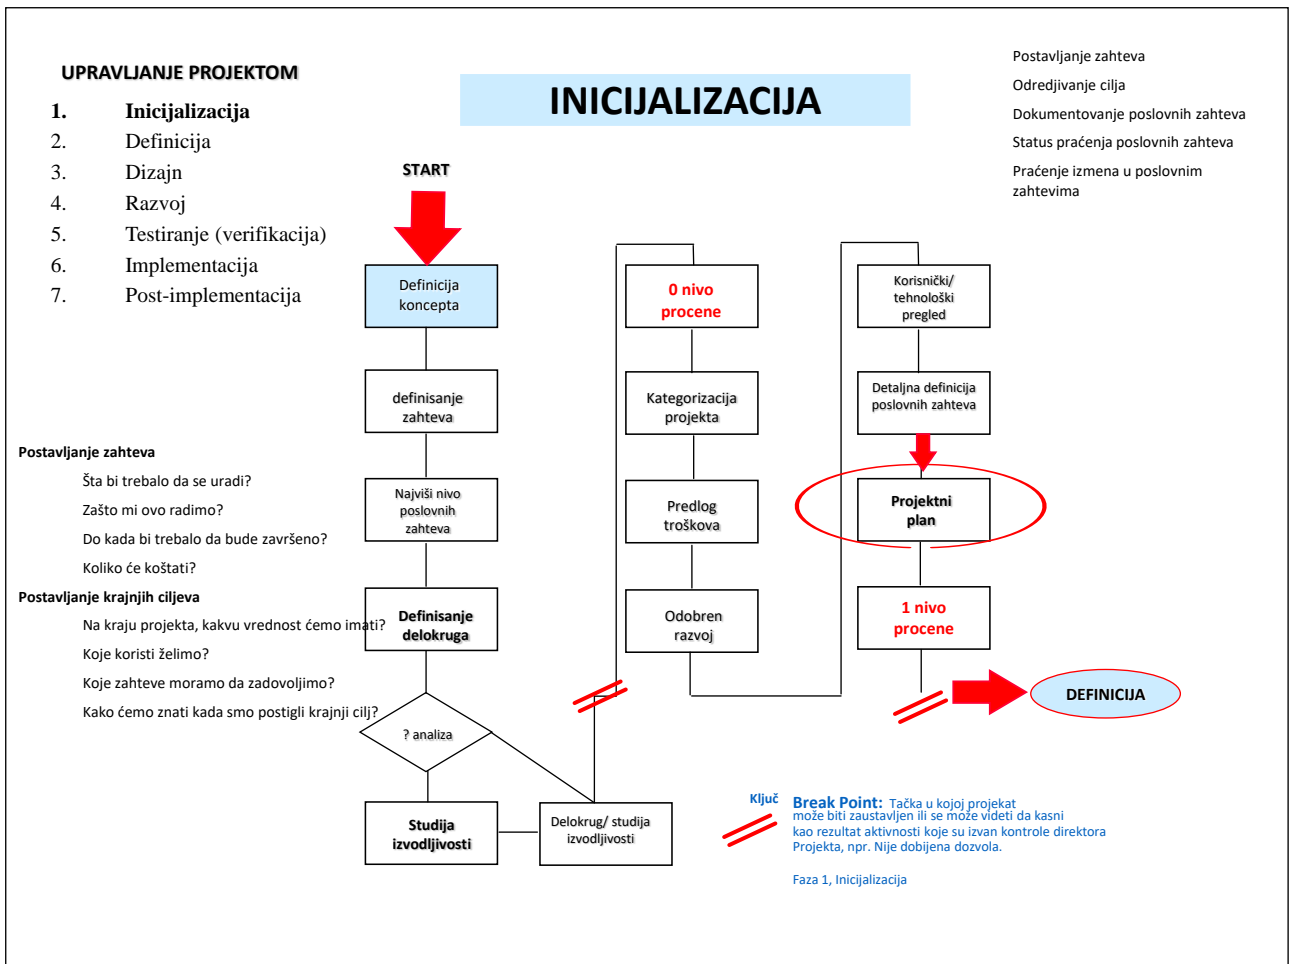 UPRAVLJANJE PROJEKTOM
1. Inicijalizacija
2. Definicija
3. Dizajn
4. Razvoj
5. Testiranje (verifikacija)
6. Implementacija
7. Post-implementacija
INICIJALIZACIJA
Postavljanje zahteva
Odredjivanje cilja
Dokumentovanje poslovnih zahteva
Status praćenja poslovnih zahteva
Praćenje izmena u poslovnim
zahtevima
START
Definicija
koncepta
definisanje
zahteva
Najviši nivo
poslovnih
zahteva
Definisanje
delokruga
? analiza
Studija
izvodljivosti
Delokrug/ studija
izvodljivosti
0 nivo
procene
Kategorizacija
projekta
Predlog
troškova
Odobren
razvoj
Korisnički/
tehnološki
pregled
Detaljna definicija
poslovnih zahteva
Projektni
plan
1 nivo
procene
DEFINICIJA
Postavljanje zahteva
Šta bi trebalo da se uradi?
Zašto mi ovo radimo?
Do kada bi trebalo da bude završeno?
Koliko će koštati?
Postavljanje krajnjih ciljeva
Na kraju projekta, kakvu vrednost ćemo imati?
Koje koristi želimo?
Koje zahteve moramo da zadovoljimo?
Kako ćemo znati kada smo postigli krajnji cilj?
Ključ
Break Point: Tačka u kojoj projekat
može biti zaustavljen ili se može videti da kasni
kao rezultat aktivnosti koje su izvan kontrole direktora
Projekta, npr. Nije dobijena dozvola.
Faza 1, Inicijalizacija